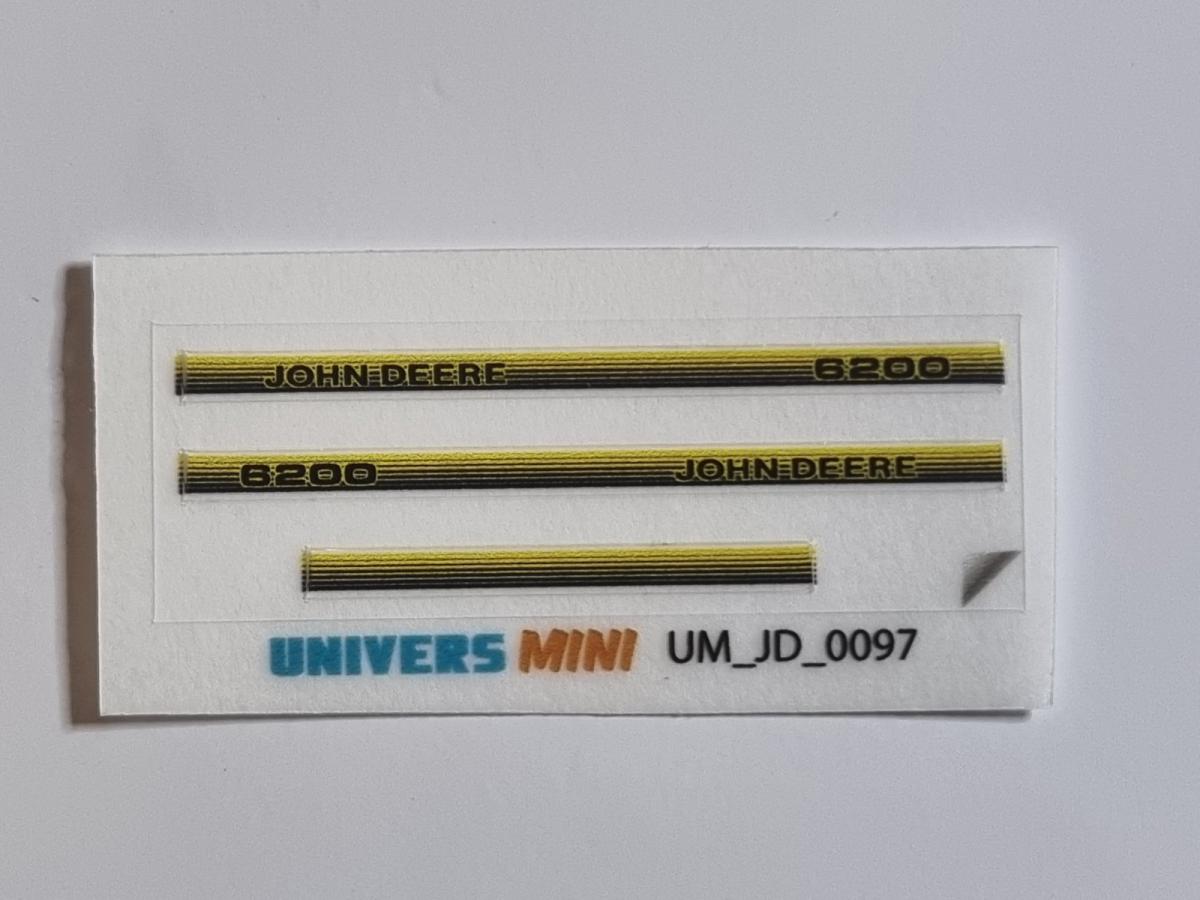 JOHN DEERE 6200
6200 JOHN DEERE
UNIVERS MINI UM_JD_0097